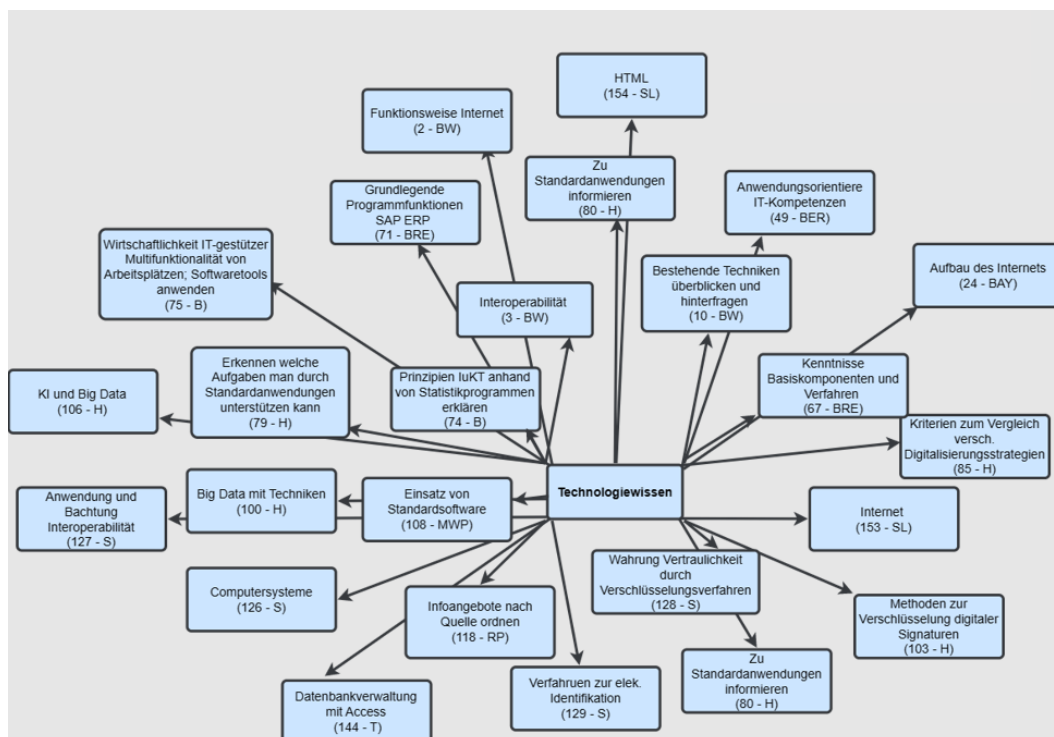 HTML
(154 - SL)
Funktionsweise Internet
(2 - BW)
Zu
Standardanwendungen
informieren
(80 - H)
Anwendungsorientiere
IT-Kompetenzen
(49 - BER)
Grundlegende
Programmfunktionen
SAP ERP
(71 - BRE)
Wirtschaftlichkeit IT-gestützer
Multifunktionalität von
Arbeitsplätzen; Softwaretools
anwenden
(75 - B)
Interoperabilität
(3 - BW)
Bestehende Techniken
überblicken und
hinterfragen
(10 - BW)
Aufbau des Internets
(24 - BAY)
KI und Big Data
(106 - H)
Erkennen welche
Aufgaben man durch
Standardanwendungen
unterstützen kann
(79 - H)
Prinzipien IuKT anhand
von Statistikprogrammen
erklären
(74 - B)
Kenntnisse
Basiskomponenten und
Verfahren
(67 - BRE)
Kriterien zum Vergleich
versch.
Digitalisierungsstrategien
(85 - H)
Technologiewissen
Anwendung und
Bachtung
Interoperabilität
(127 - S)
Big Data mit Techniken
(100 - H)
Einsatz von
Standardsoftware
(108 - MWP)
Internet
(153 - SL)
Computersysteme
(126 - S)
Infoangebote nach
Quelle ordnen
(118 - RP)
Wahrung Vertraulichkeit
durch
Verschlüsselungsverfahren
(128 - S)
Methoden zur
Verschlüsselung digitaler
Signaturen
(103 - H)
Datenbankverwaltung
mit Access
(144 - T)
Verfahruen zur elek.
Identifikation
(129 - S)
Zu
Standardanwendungen
informieren
(80 - H)